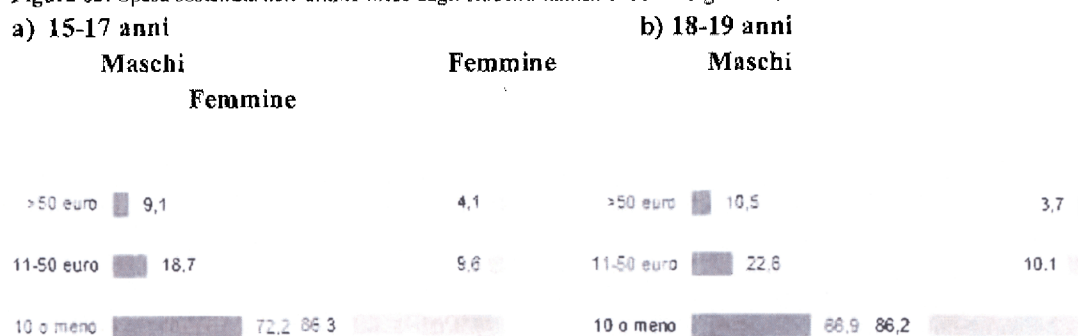 a) 15-17 anni b) 18-19 anni
Maschi Femmine Maschi
Femmine
>50 euro 9,1 4,1 >50 euro 10,5 3,7
11-50 euro 18,7 9,6 11-50 euro 22,6 10.1
10 o meno 72,2 86 3 10 o meno 66,9 86,2